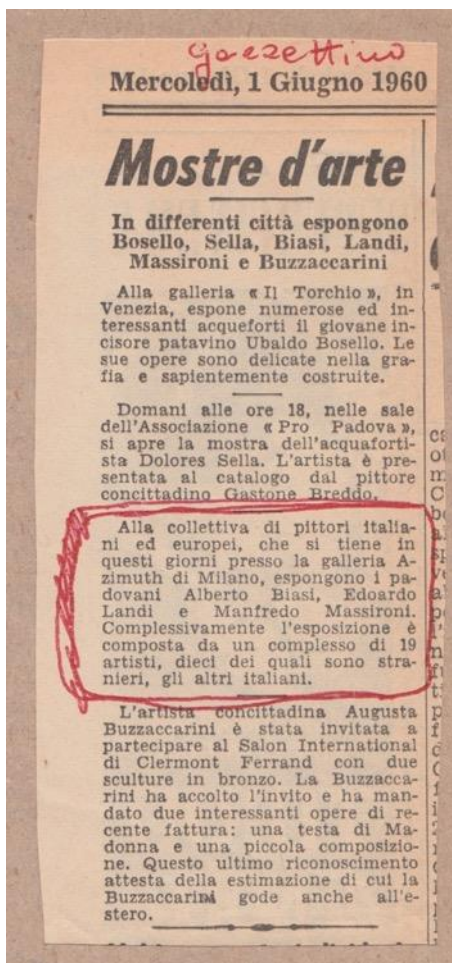 gazzettino
Mercoledì, 1 Giugno 1960
Mostre d'arte
In differenti città espongono
Bosello, Sella, Biasi, Landi,
Massironi e Buzzaccarini
Alla galleria « Il Torchio », in
Venezia, espone numerose ed in-
teressanti acqueforti il giovane in-
cisore patavino Ubaldo Bosello. Le
sue opere sono delicate nella gra-
fia e sapientemente costruite.
Domani alle ore 18, nelle sale
dell'Associazione « Pro Padova »,
si apre la mostra dell'acquaforti-
sta Dolores Sella. L'artista è pre-
sentata al catalogo dal pittore
concittadino Gastone Breddo.
Alla collettiva di pittori italia-
ni ed europei, che si tiene in
questi giorni presso la galleria A-
zimuth di Milano, espongono i pa-
dovani Alberto Biasi, Edoardo
Landi e Manfredo Massironi.
Complessivamente l'esposizione è
composta da un complesso di 19
artisti, dieci dei quali sono stra-
nieri, gli altri italiani.
L'artista concittadina Augusta
Buzzaccarini è stata invitata a
partecipare al Salon International
di Clermont Ferrand con due
sculture in bronzo. La Buzzacca-
rini ha accolto l'invito e ha man-
dato due interessanti opere di re-
cente fattura: una testa di Ma-
donna e una piccola composizio-
ne. Questo ultimo riconoscimento
attesta della estimazione di cui la
Buzzaccarini gode anche all'e-
stero.